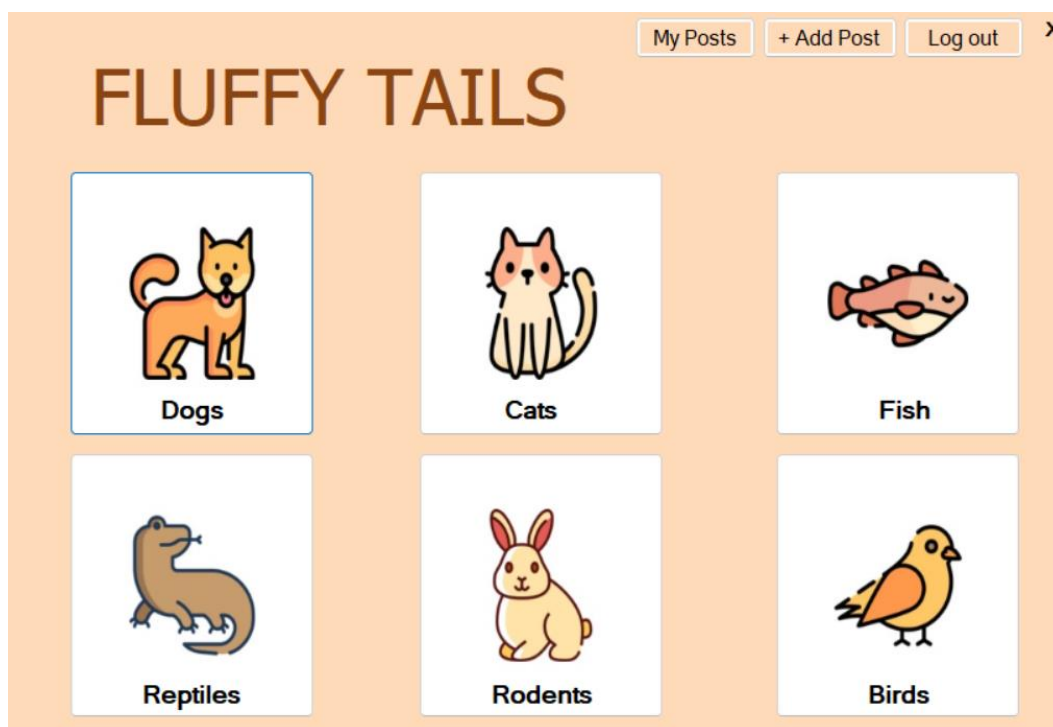 My Posts + Add Post Log out x
FLUFFY TAILS
Dogs Cats Fish
Reptiles Rodents Birds